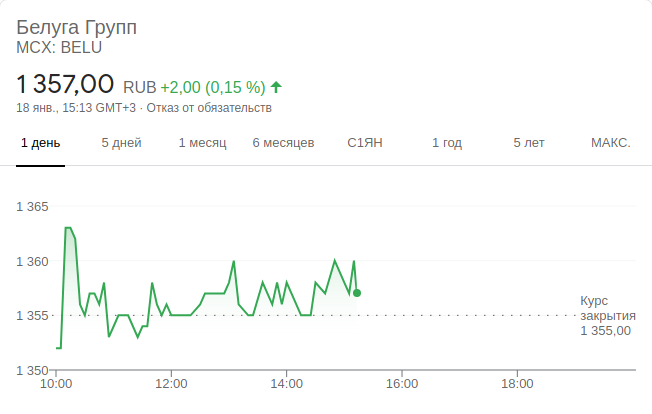 Белуга Групп
MCX: BELU
1 357,00 RUB +2,00 (0,15 %)
18 янв., 15:13 GMT+3 · Отказ от обязательств
1 день 5 дней 1 месяц 6 месяцев С1ЯН 1 год 5 лет МАКС.
1 365
1 360
1 355
1 350
Курс
закрытия
1 355,00
10:00 12:00 14:00 16:00 18:00